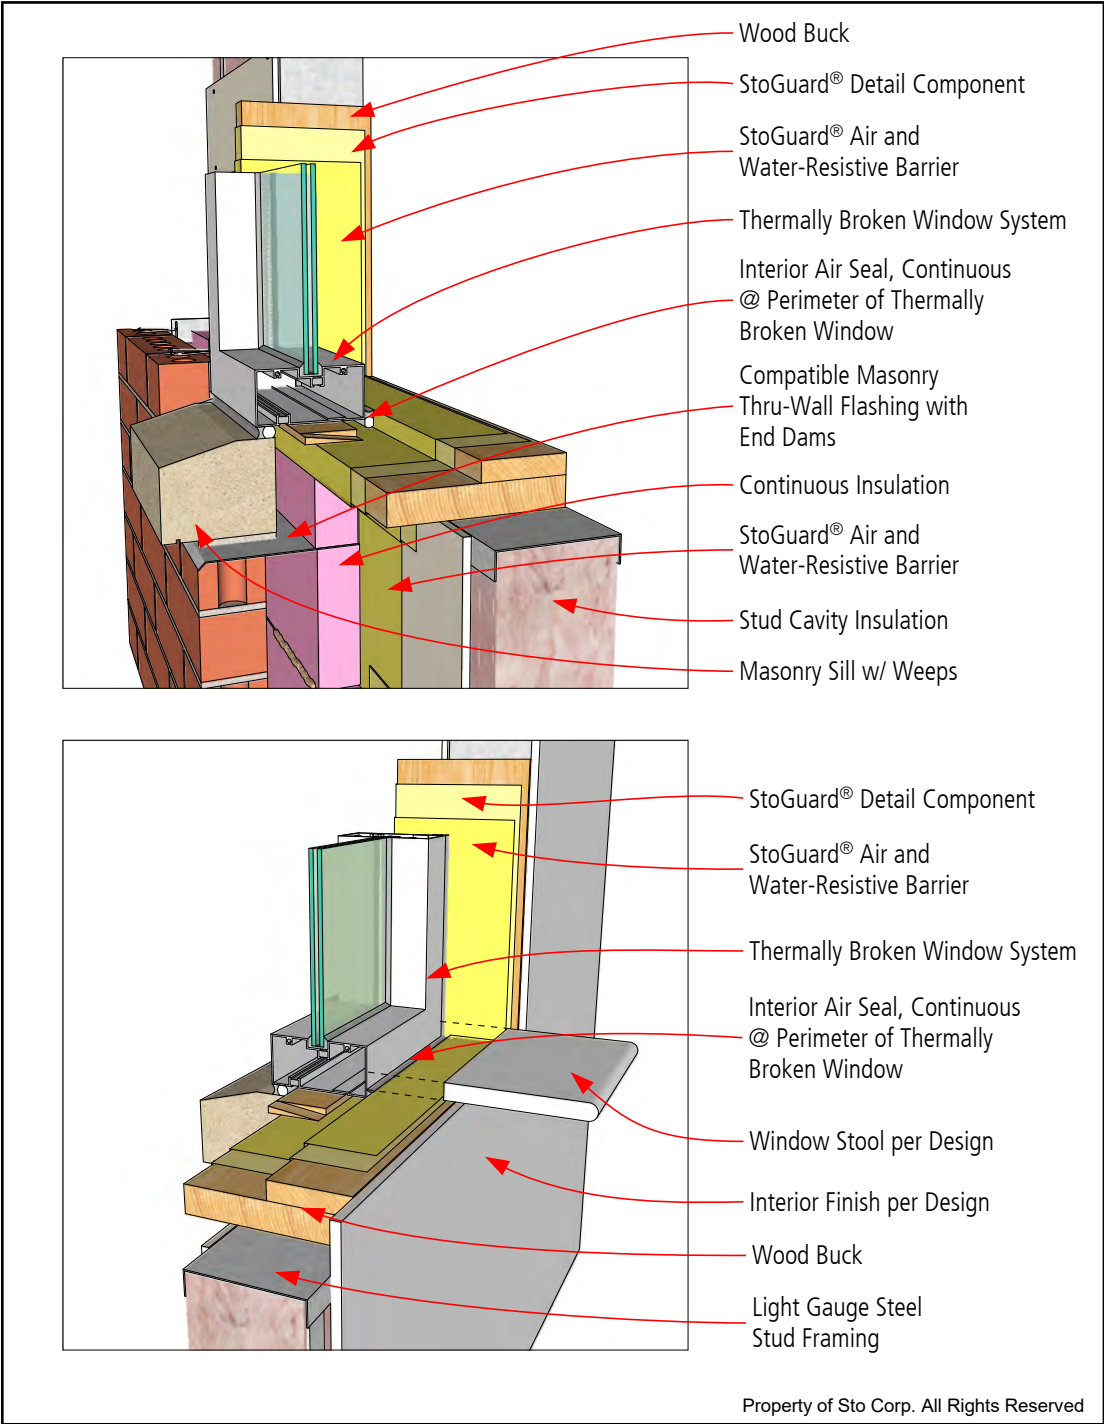 Wood Buck
StoGuard® Detail Component
StoGuard® Air and
Water-Resistive Barrier
Thermally Broken Window System
Interior Air Seal, Continuous
@ Perimeter of Thermally
Broken Window
Compatible Masonry
Thru-Wall Flashing with
End Dams
Continuous Insulation
StoGuard® Air and
Water-Resistive Barrier
Stud Cavity Insulation
Masonry Sill w/ Weeps
StoGuard® Detail Component
StoGuard® Air and
Water-Resistive Barrier
Thermally Broken Window System
Interior Air Seal, Continuous
@ Perimeter of Thermally
Broken Window
Window Stool per Design
Interior Finish per Design
Wood Buck
Light Gauge Steel
Stud Framing
Property of Sto Corp. All Rights Reserved